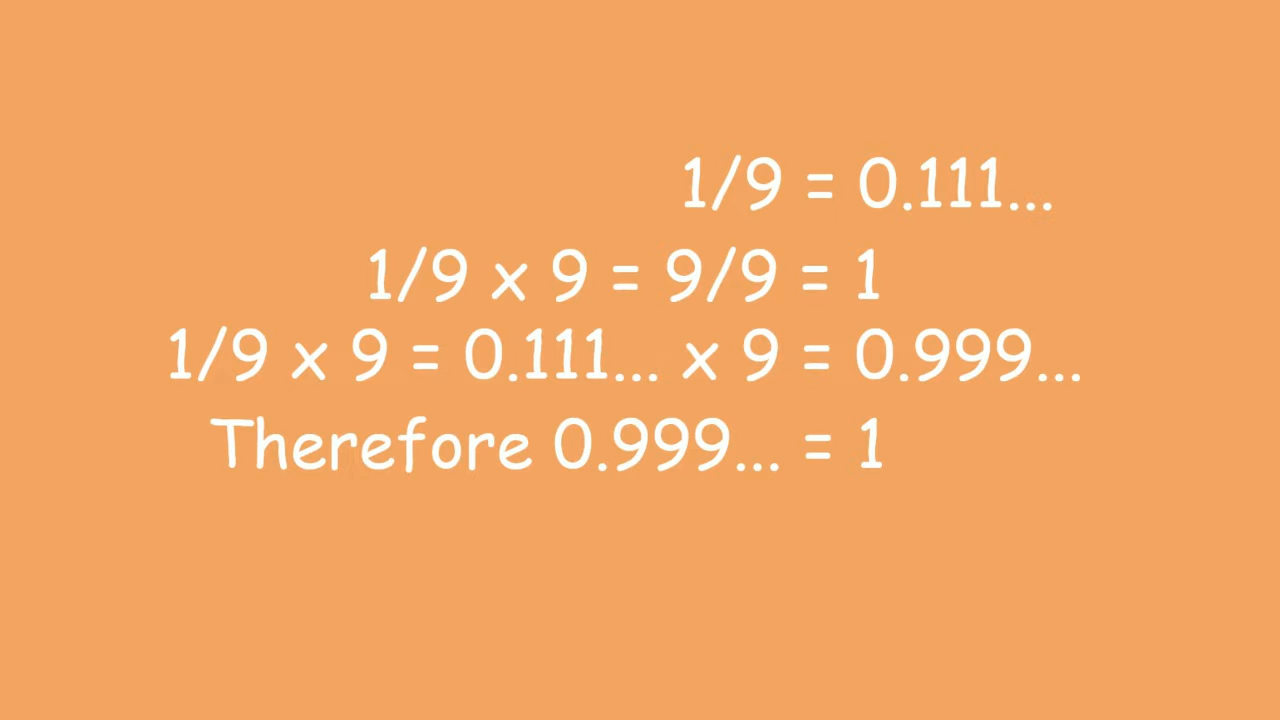 1/9 = 0.111...
1/9 x 9 = 9/9 = 1
1/9 x 9 = 0.111... x 9 = 0.999...
Therefore 0.999... = 1